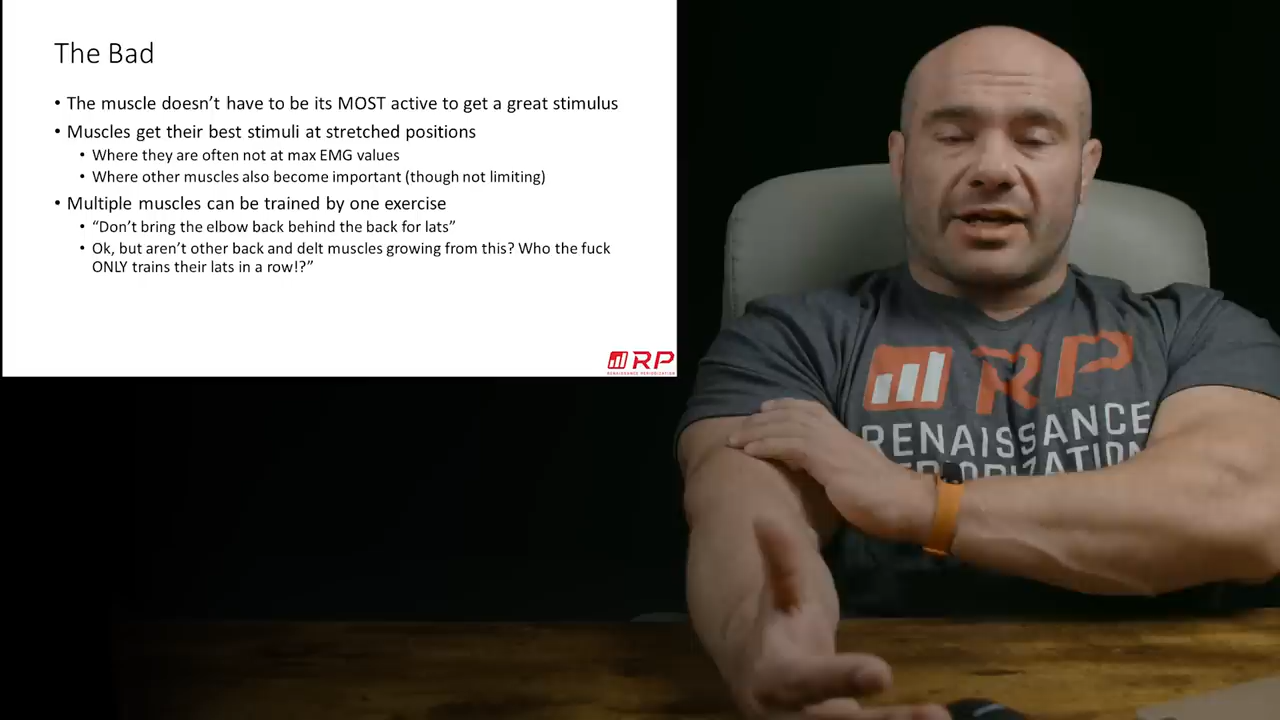 The Bad
• The muscle doesn’t have to be its MOST active to get a great stimulus
• Muscles get their best stimuli at stretched positions
• Where they are often not at max EMG values
• Where other muscles also become important (though not limiting)
• Multiple muscles can be trained by one exercise
• “Don’t bring the elbow back behind the back for lats”
• Ok, but aren’t other back and delt muscles growing from this? Who the fuck
ONLY trains their lats in a row!?”
RP
RENAISSANCE PERIODIZATION
RP
RENAISSANCE
PERIODIZATION